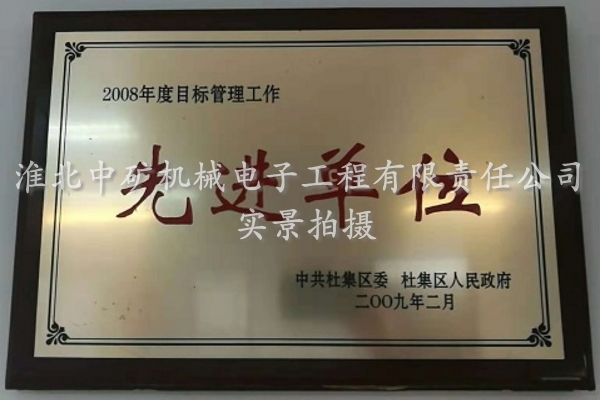 2008年度目标管理工作
先进单位
淮北中矿机械电子工程有限责任公司
实景拍摄
中共杜集区委 杜集区人民政府
二〇〇九年二月